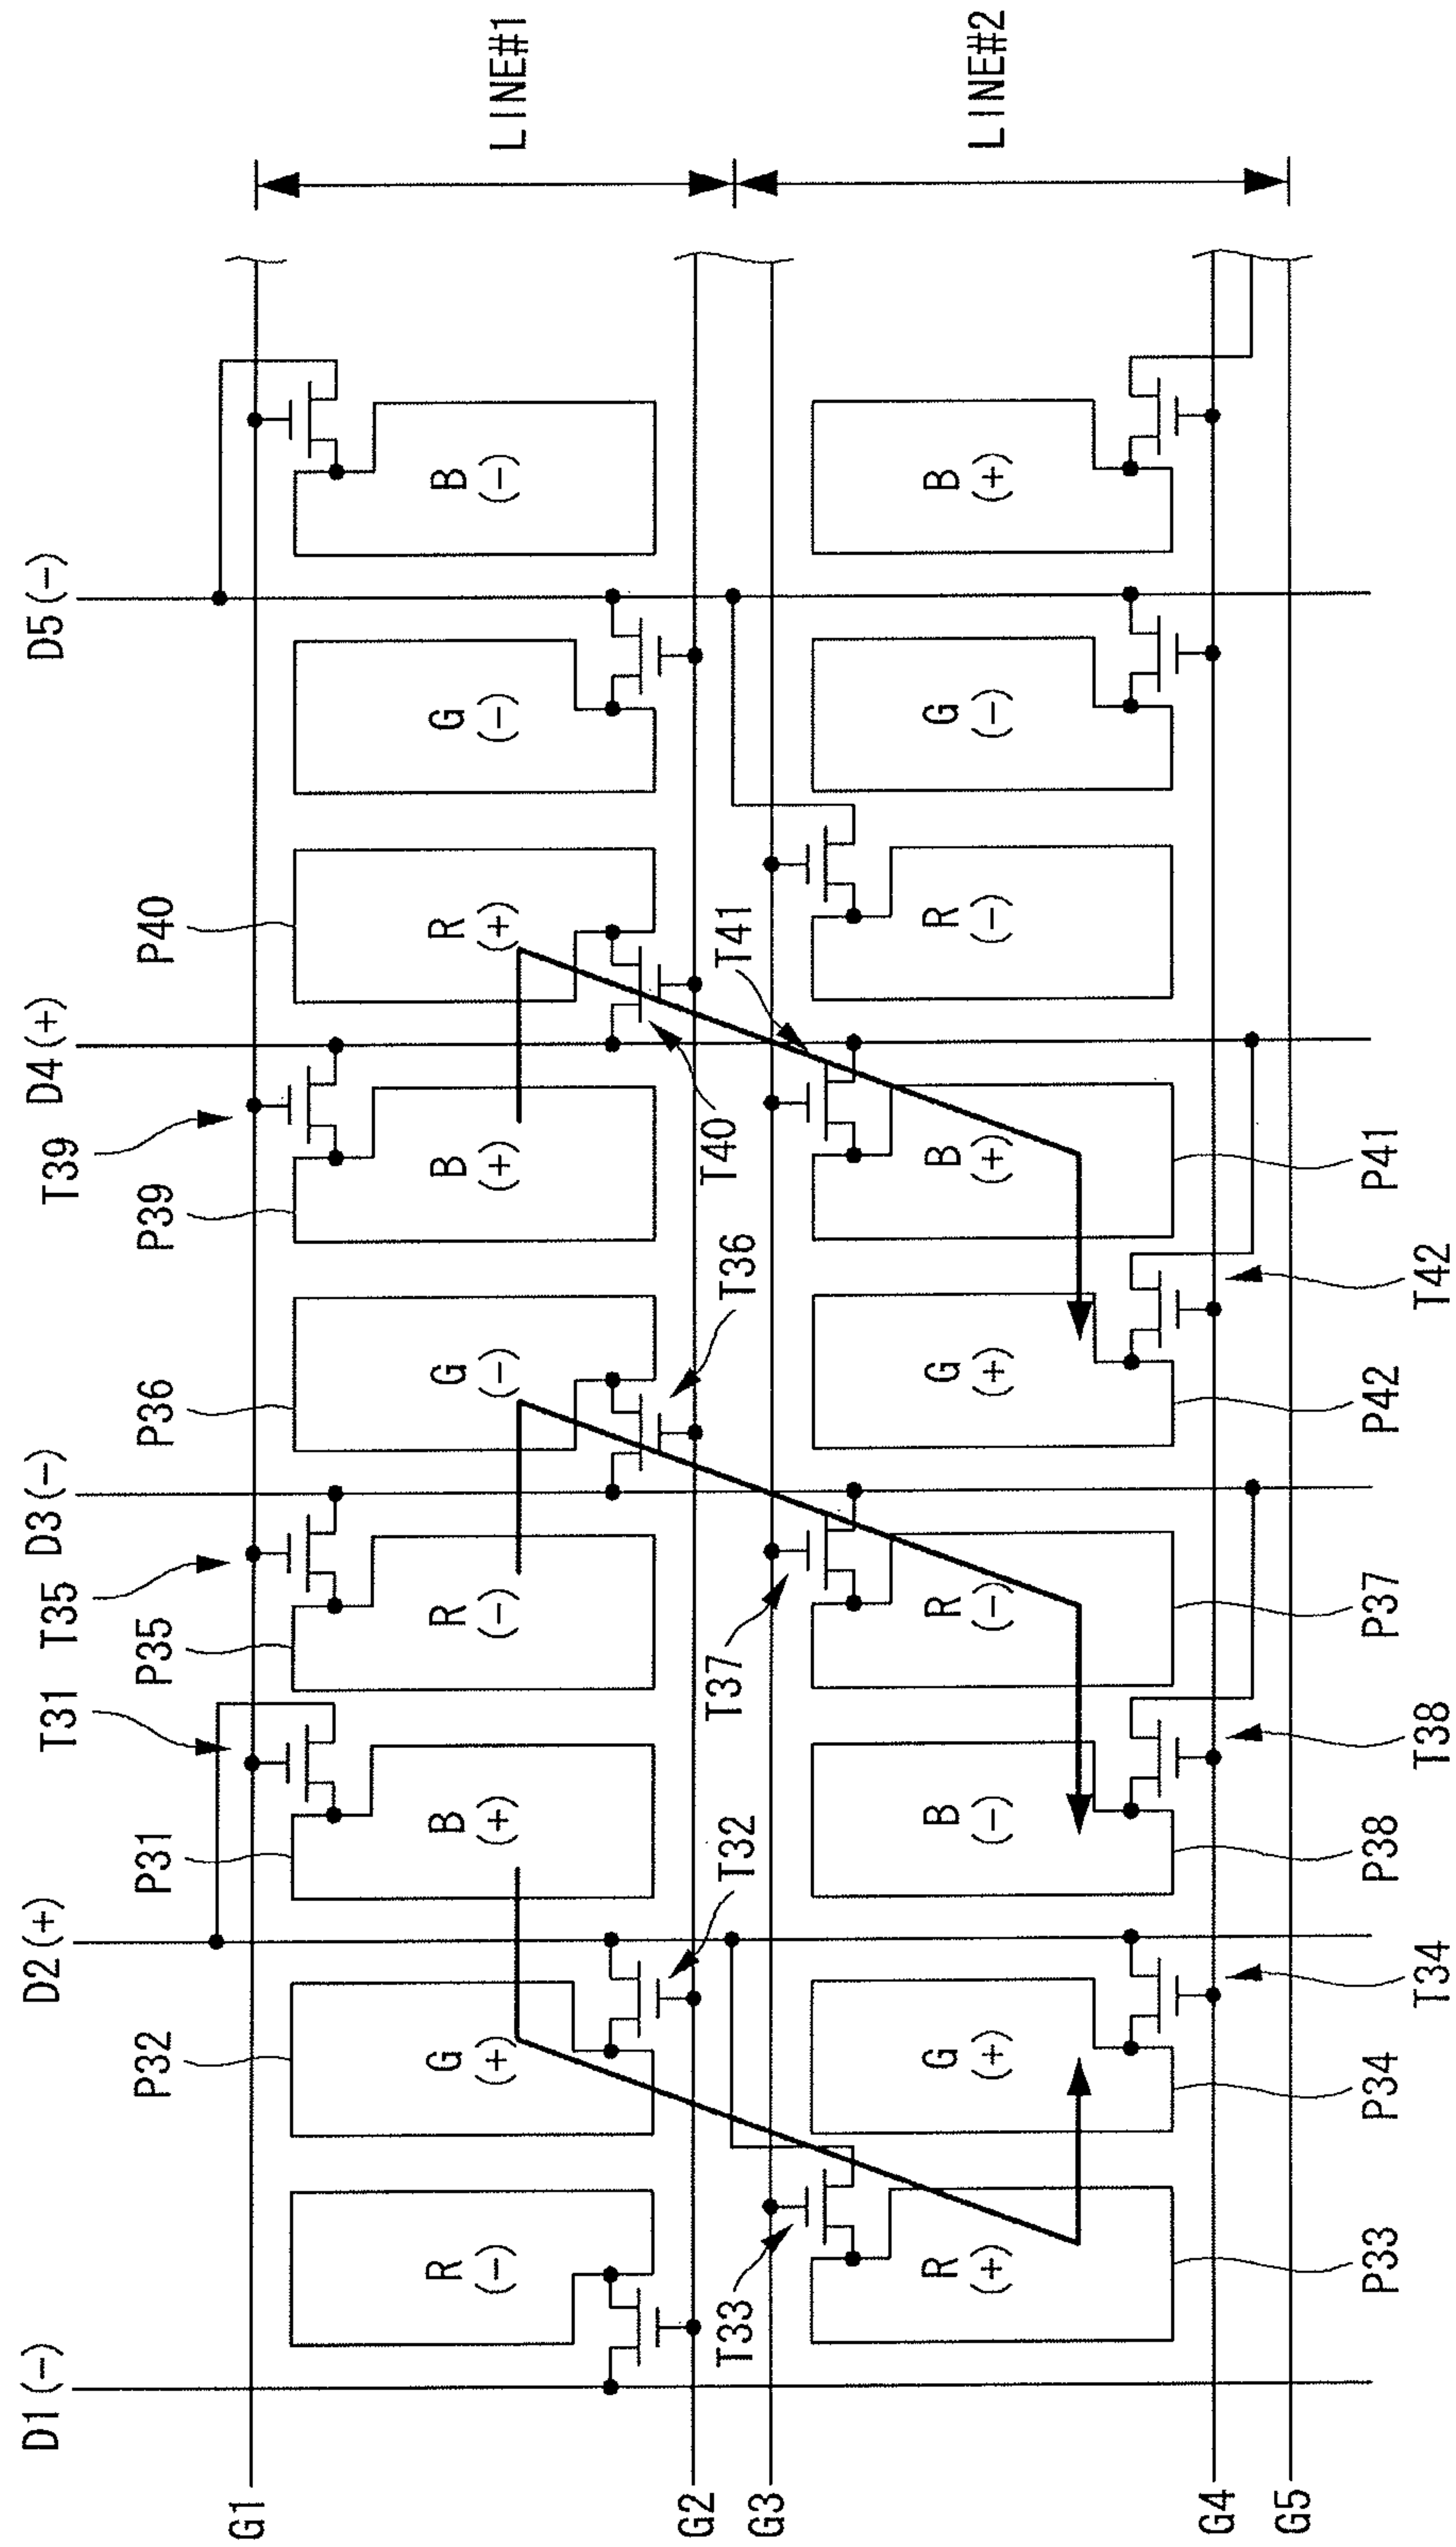 D1(-) D2(+) D3(-) D4(+) D5(-)
T31 T35 T39
P32 P31 P35 P36 P39 P40
G1
R G B R G B R G B
(-) (+) (+) (-) (-) (+) (+) (-) (-)
LINE#1
G2
T33 T32 T37 T36 T40 T41
G3
R G B R G B R G B
(+) (+) (-) (-) (+) (+) (-) (-) (+)
LINE#2
G4
G5
P33 P34 P38 P37 P42 P41
T34 T38 T42